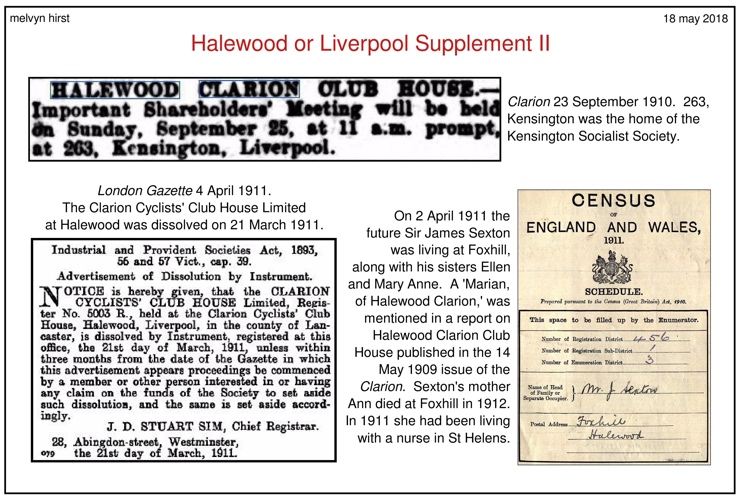 melvyn hirst
18 may 2018
Halewood or Liverpool Supplement II
HALEWOOD CLARION CLUB HOUSE.—
Important Shareholders' Meeting will be held
on Sunday, September 25, at 11 a.m. prompt,
at 263, Kensington, Liverpool.
Clarion 23 September 1910. 263,
Kensington was the home of the
Kensington Socialist Society.
London Gazette 4 April 1911.
The Clarion Cyclists' Club House Limited
at Halewood was dissolved on 21 March 1911.
Industrial and Provident Societies Act, 1893,
56 and 57 Vict., cap. 39.
Advertisement of Dissolution by Instrument.
NOTICE is hereby given, that the CLARION
CYCLISTS' CLUB HOUSE Limited, Regis-
ter No. 5003 R., held at the Clarion Cyclists' Club
House, Halewood, Liverpool, in the county of Lan-
caster, is dissolved by Instrument, registered at this
office, the 21st day of March, 1911, unless within
three months from the date of the Gazette in which
this advertisement appears proceedings be commenced
by a member or other person interested in or having
any claim on the funds of the Society to set aside
such dissolution, and the same is set aside accord-
ingly.
J. D. STUART SIM, Chief Registrar.
28, Abingdon-street, Westminster,
079 the 21st day of March, 1911.
On 2 April 1911 the
future Sir James Sexton
was living at Foxhill,
along with his sisters Ellen
and Mary Anne. A 'Marian,
of Halewood Clarion,' was
mentioned in a report on
Halewood Clarion Club
House published in the 14
May 1909 issue of the
Clarion. Sexton's mother
Ann died at Foxhill in 1912.
In 1911 she had been living
with a nurse in St Helens.
CENSUS
OF
ENGLAND AND WALES,
1911.
SCHEDULE.
Prepared pursuant to the Census (Great Britain) Act, 1910.
This space to be filled up by the Enumerator.
Number of Registration District 456
Number of Registration Sub-District 1
Number of Enumeration District 3
Name of Head
of Family or
Separate Occupier.
Mr J Sexton
Postal Address Foxhill
Halewood